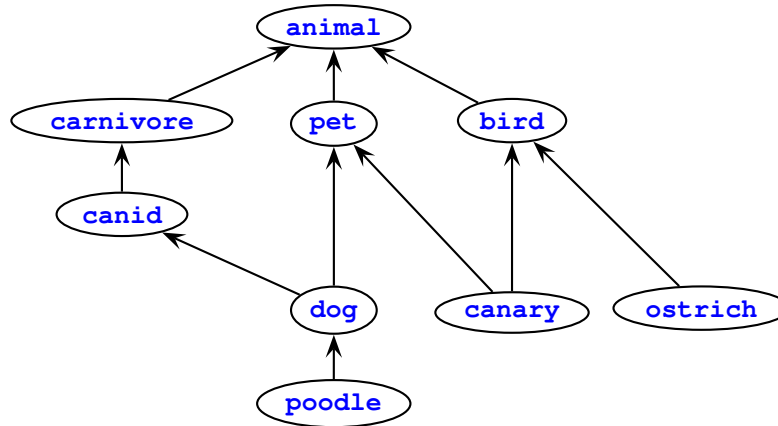 animal
carnivore
pet
bird
canid
dog
canary
ostrich
poodle